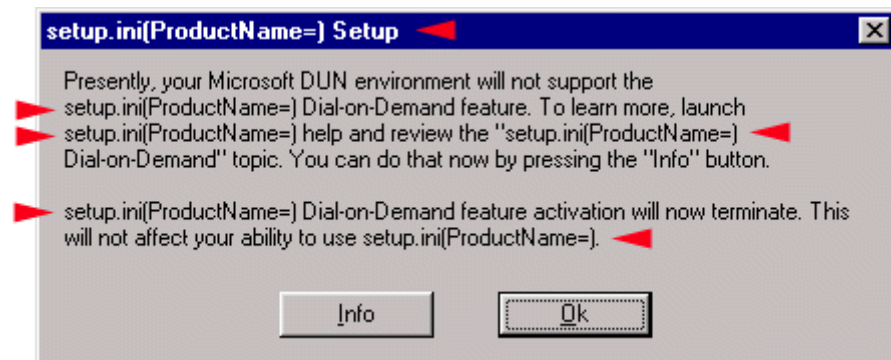 setup.ini(ProductName=) Setup
Presently, your Microsoft DUN environment will not support the
setup.ini(ProductName=) Dial-on-Demand feature. To learn more, launch
setup.ini(ProductName=) help and review the "setup.ini(ProductName=)
Dial-on-Demand" topic. You can do that now by pressing the "Info" button.
setup.ini(ProductName=) Dial-on-Demand feature activation will now terminate. This
will not affect your ability to use setup.ini(ProductName=).
Info
Ok